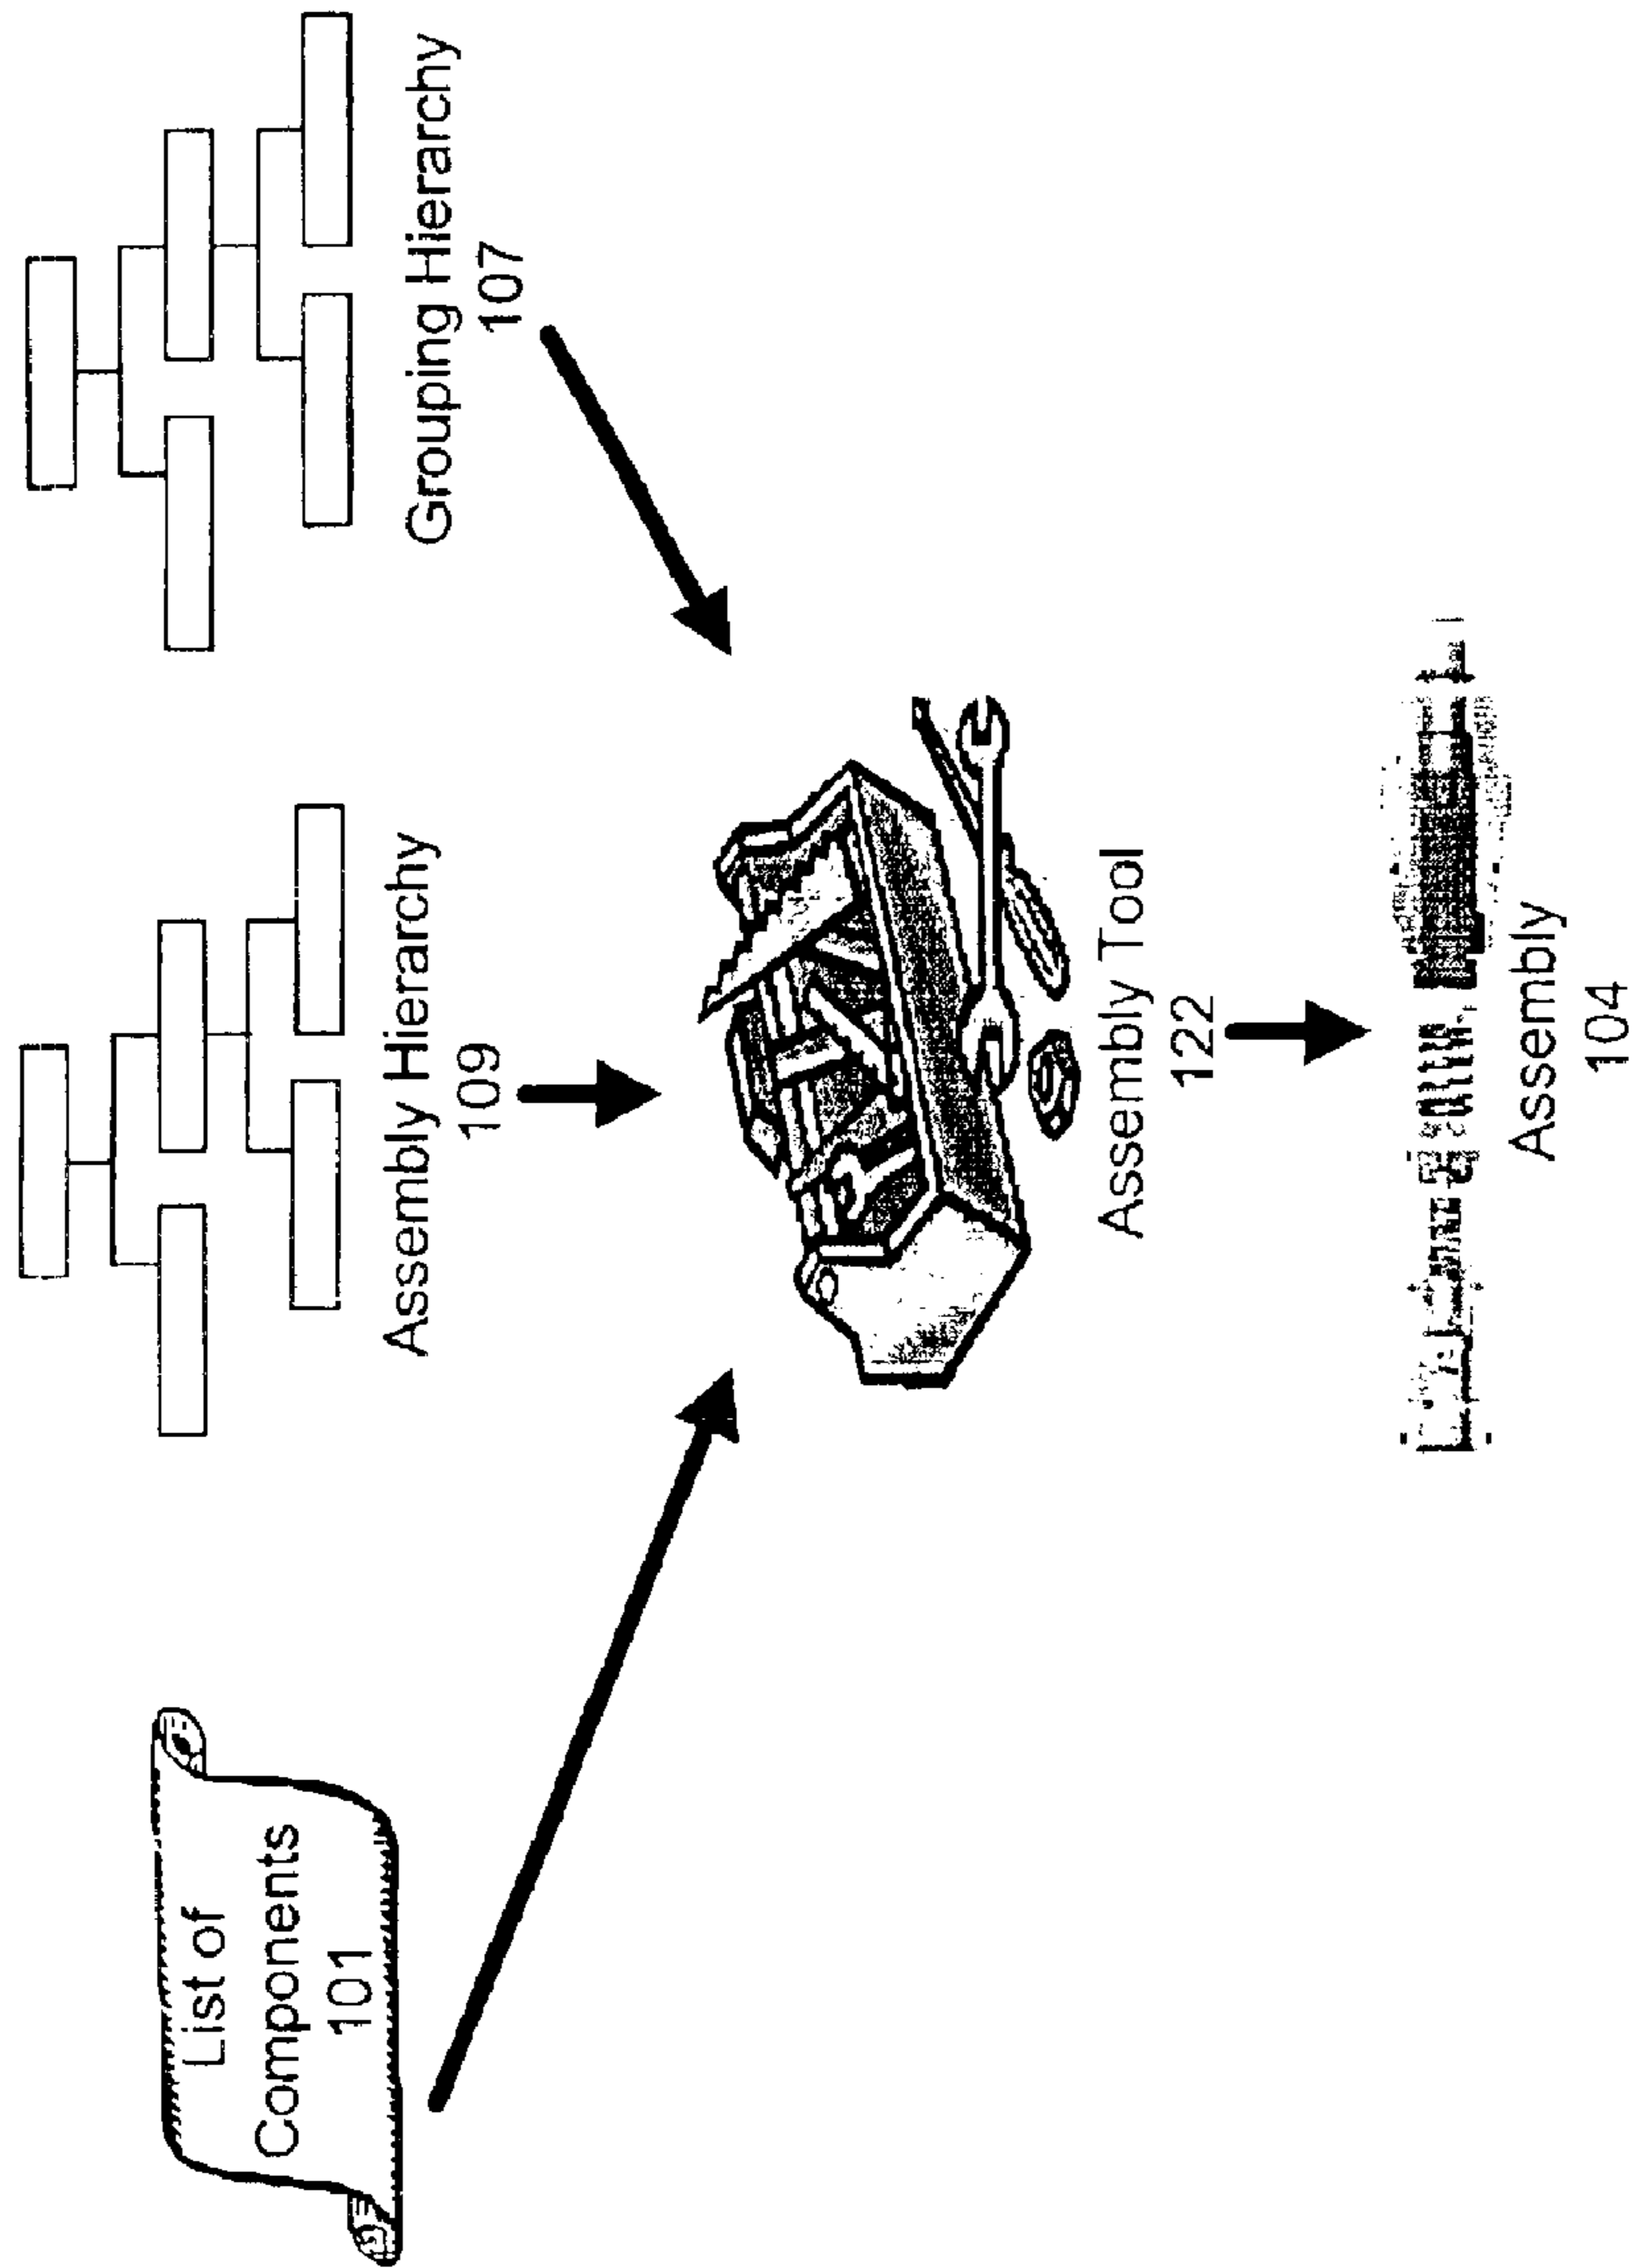 List of
Components
101
Assembly Hierarchy
109
Grouping Hierarchy
107
Assembly Tool
122
Assembly
104